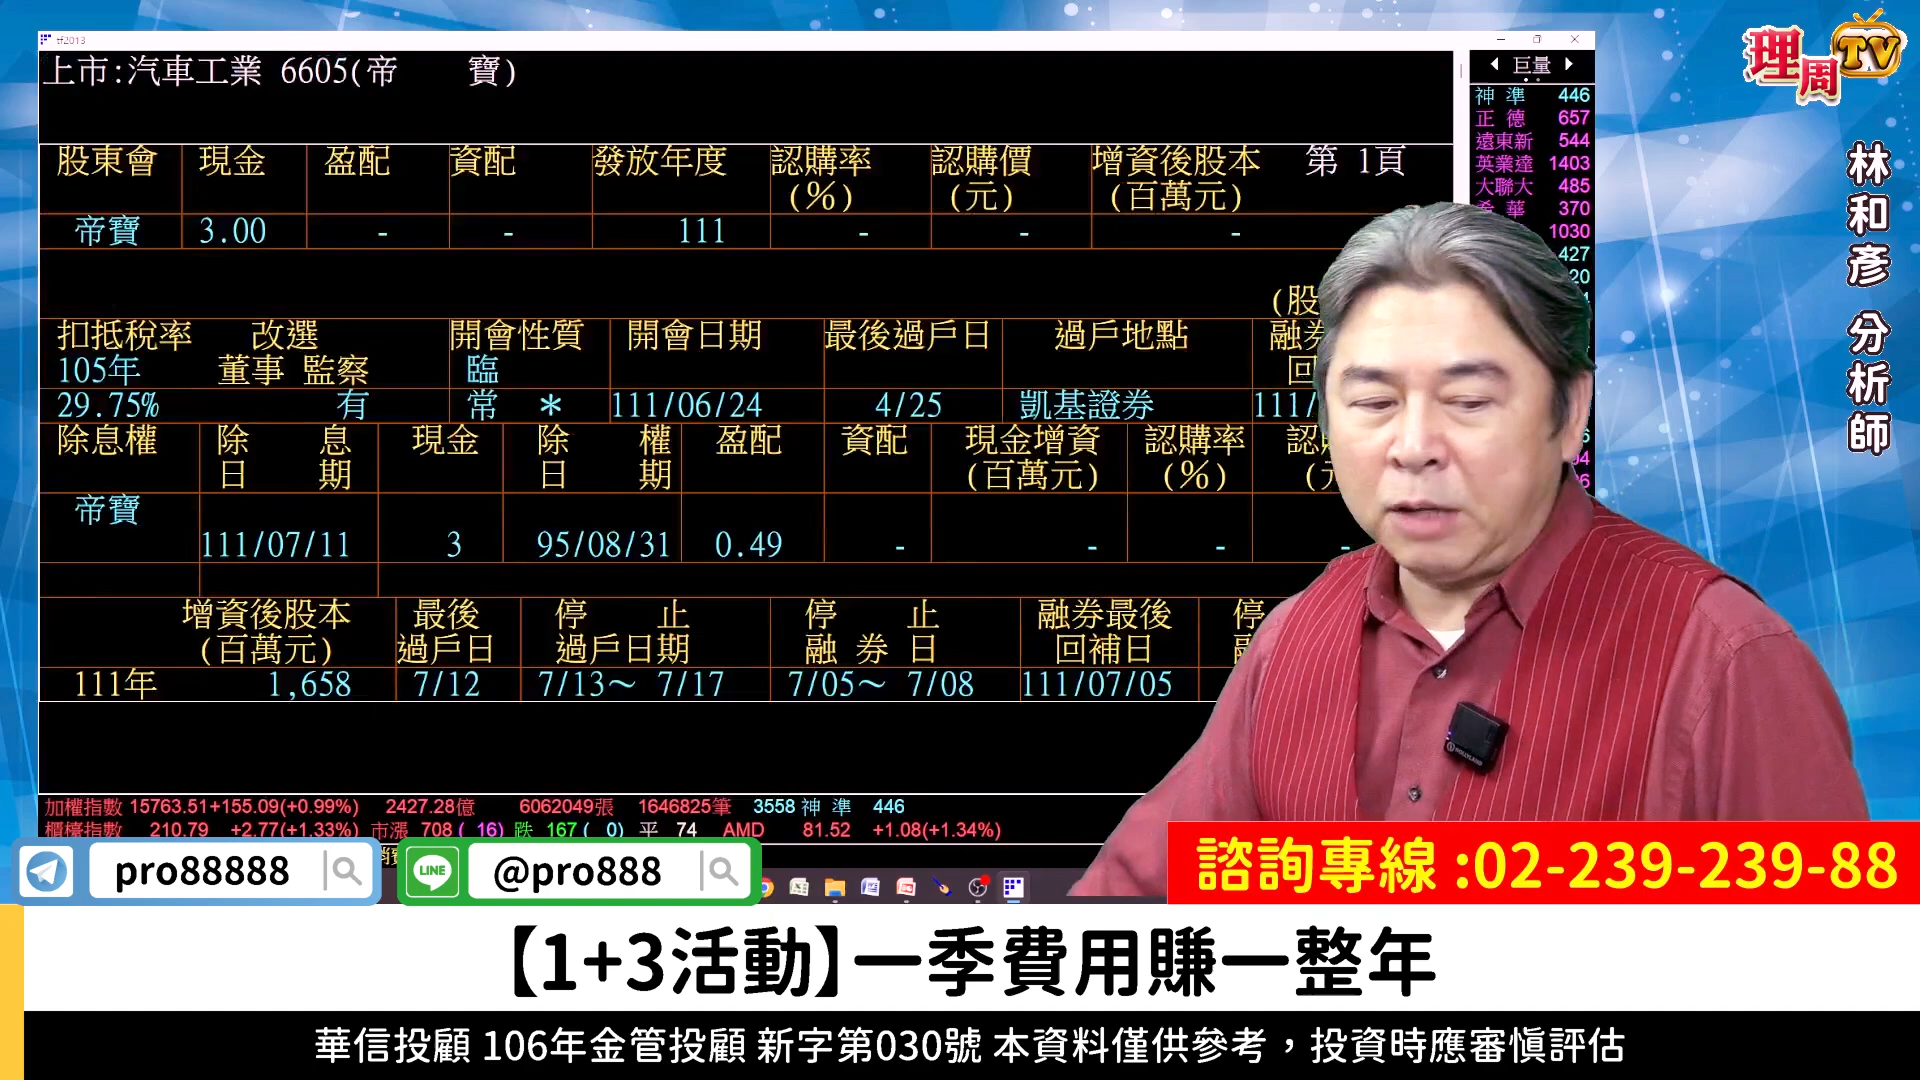 tf2013
上市:汽車工業 6605(帝 寶)
股東會 現金 盈配 資配 發放年度 認購率(%) 認購價(元) 增資後股本(百萬元) 第 1頁
帝寶 3.00 - - 111 - - -
(股
扣抵稅率 改選 開會性質 開會日期 最後過戶日 過戶地點 融券
105年 董事 監察 臨 回
29.75% 有 常 * 111/06/24 4/25 凱基證券 111/
除息權 除息日期 現金 除權日期 盈配 資配 現金增資(百萬元) 認購率(%)
帝寶
111/07/11 3 95/08/31 0.49 - - - -
增資後股本(百萬元) 最後過戶日 停止過戶日期 停止融券日 融券最後回補日 停
111年 1,658 7/12 7/13～ 7/17 7/05～ 7/08 111/07/05
加權指數 15763.51+155.09(+0.99%) 2427.28億 6062049張 1646825筆 3558 神準 446
櫃檯指數 210.79 +2.77(+1.33%) 市漲 708( 16) 跌 167( 0) 平 74 AMD 81.52 +1.08(+1.34%)
巨量
神準 446
正德 657
遠東新 544
英業達 1403
大聯大 485
希華 370
1030
427
理周TV
林和彥 分析師
HOLLYLAND
pro88888
LINE
@pro888
諮詢專線 :02-239-239-88
【1+3活動】一季費用賺一整年
華信投顧 106年金管投顧 新字第030號 本資料僅供參考，投資時應審慎評估